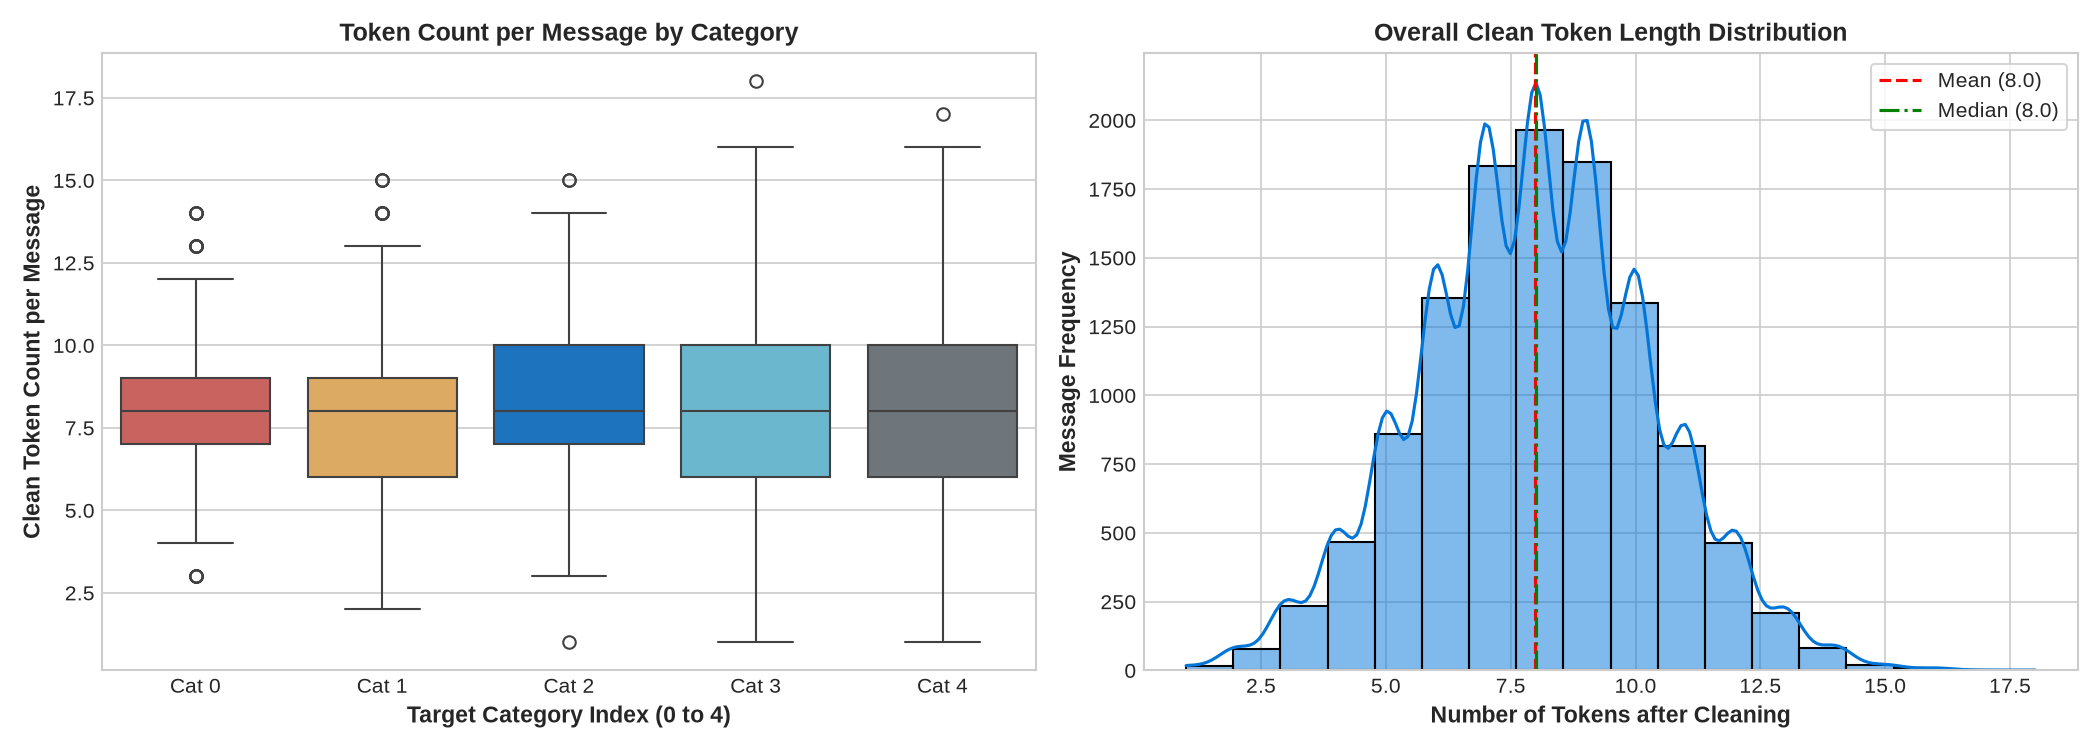 Token Count per Message by Category
Clean Token Count per Message
17.5
15.0
12.5
10.0
7.5
5.0
2.5
Cat 0 Cat 1 Cat 2 Cat 3 Cat 4
Target Category Index (0 to 4)
Overall Clean Token Length Distribution
Mean (8.0)
Median (8.0)
Message Frequency
2000
1750
1500
1250
1000
750
500
250
0
2.5 5.0 7.5 10.0 12.5 15.0 17.5
Number of Tokens after Cleaning